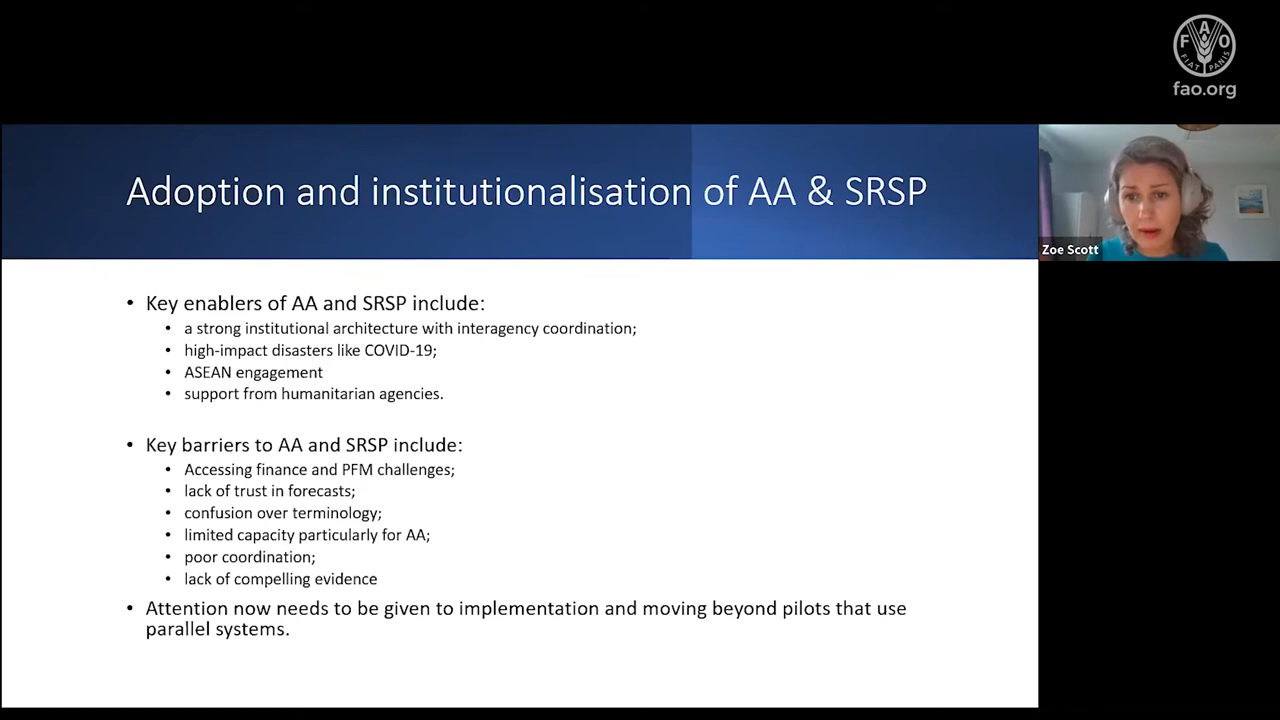 F A O
FIAT PANIS
fao.org
Adoption and institutionalisation of AA & SRSP
Zoe Scott
• Key enablers of AA and SRSP include:
• a strong institutional architecture with interagency coordination;
• high-impact disasters like COVID-19;
• ASEAN engagement
• support from humanitarian agencies.
• Key barriers to AA and SRSP include:
• Accessing finance and PFM challenges;
• lack of trust in forecasts;
• confusion over terminology;
• limited capacity particularly for AA;
• poor coordination;
• lack of compelling evidence
• Attention now needs to be given to implementation and moving beyond pilots that use
parallel systems.